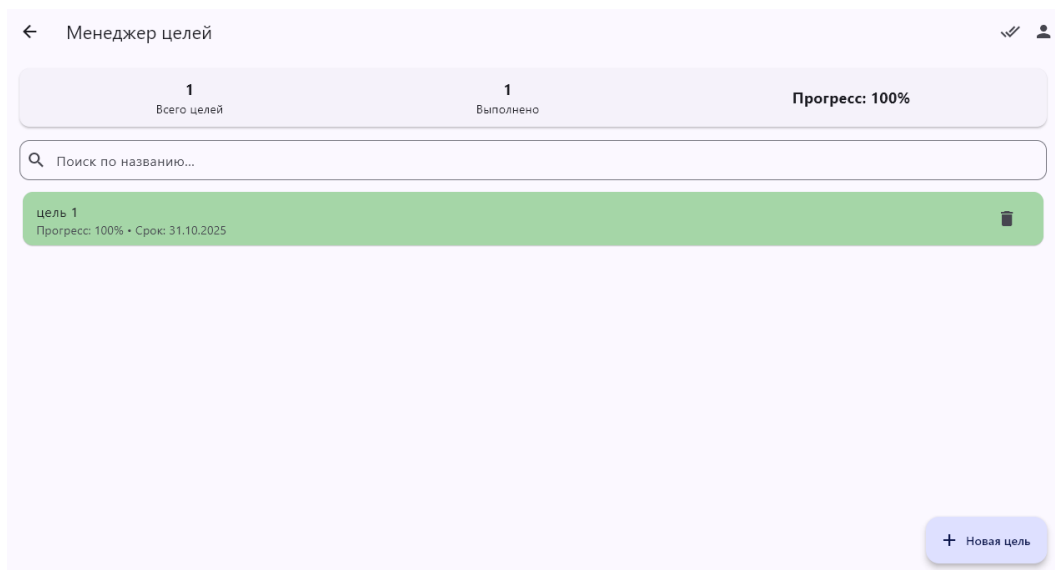 Менеджер целей
1
Всего целей
1
Выполнено
Прогресс: 100%
Поиск по названию...
цель 1
Прогресс: 100% • Срок: 31.10.2025
Новая цель